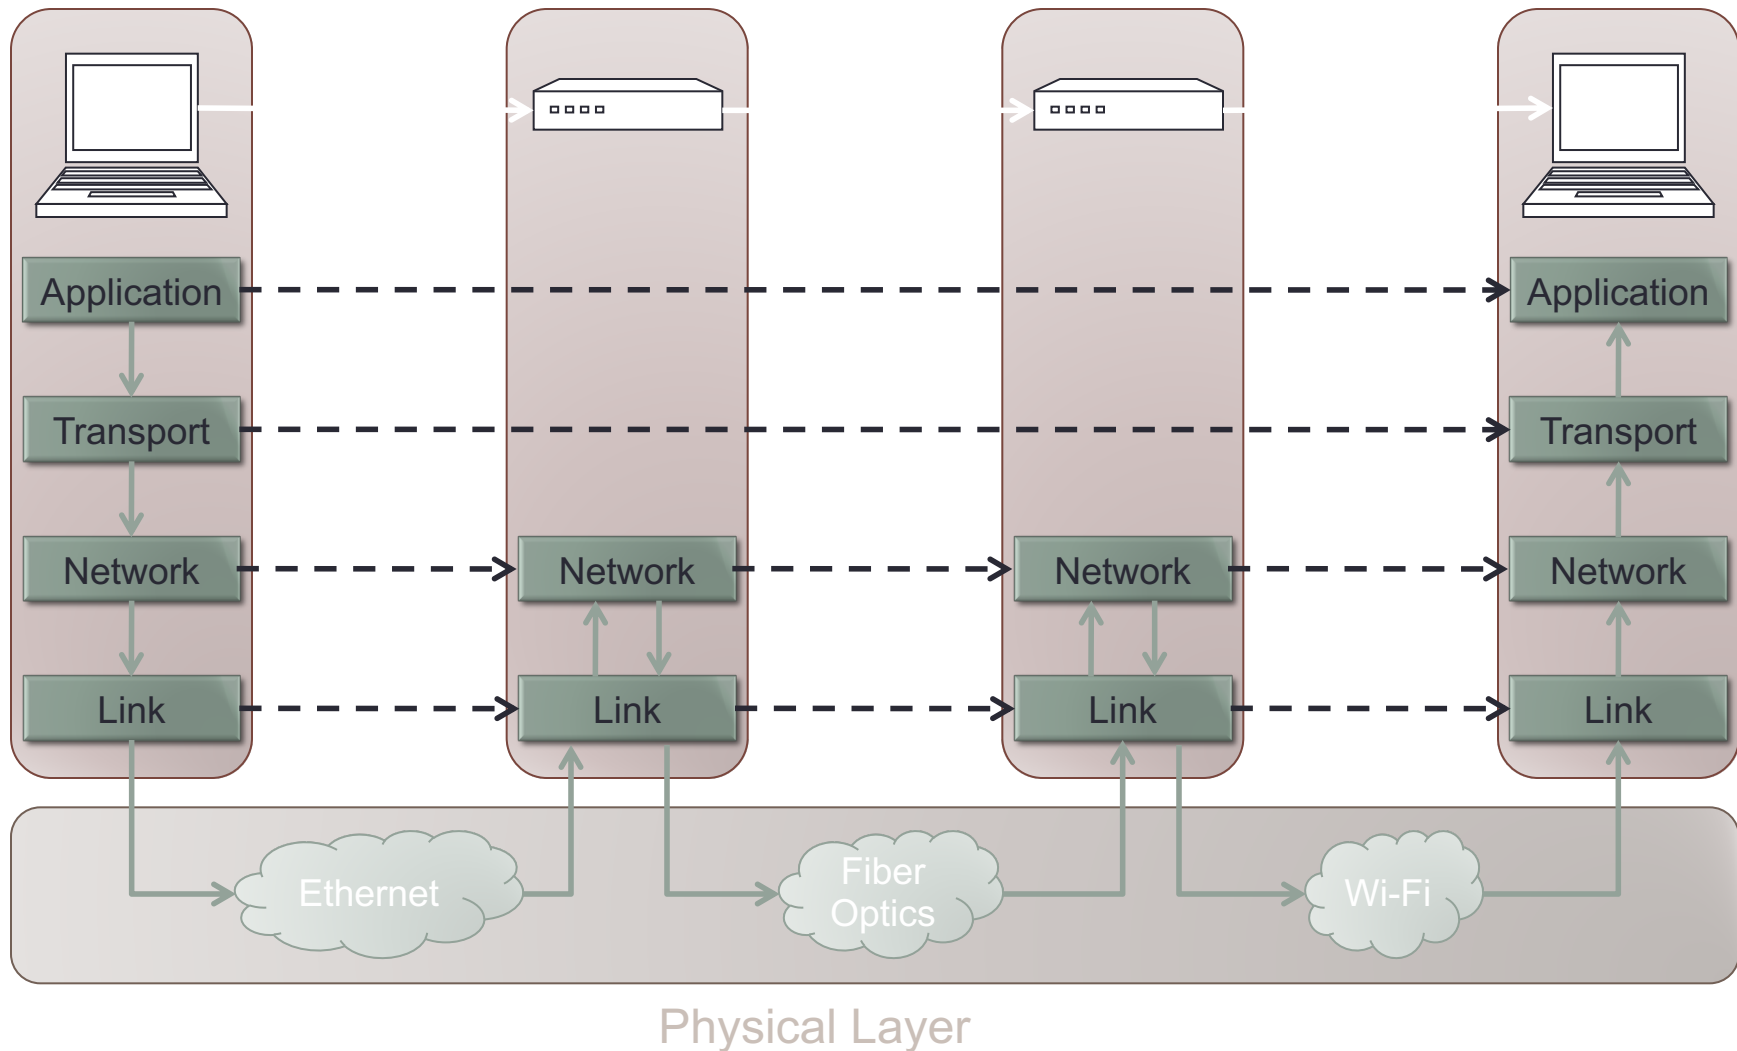 Application
Application
Transport
Transport
Network
Network
Network
Network
Link
Link
Link
Link
Ethernet
Fiber
Optics
Wi-Fi
Physical Layer